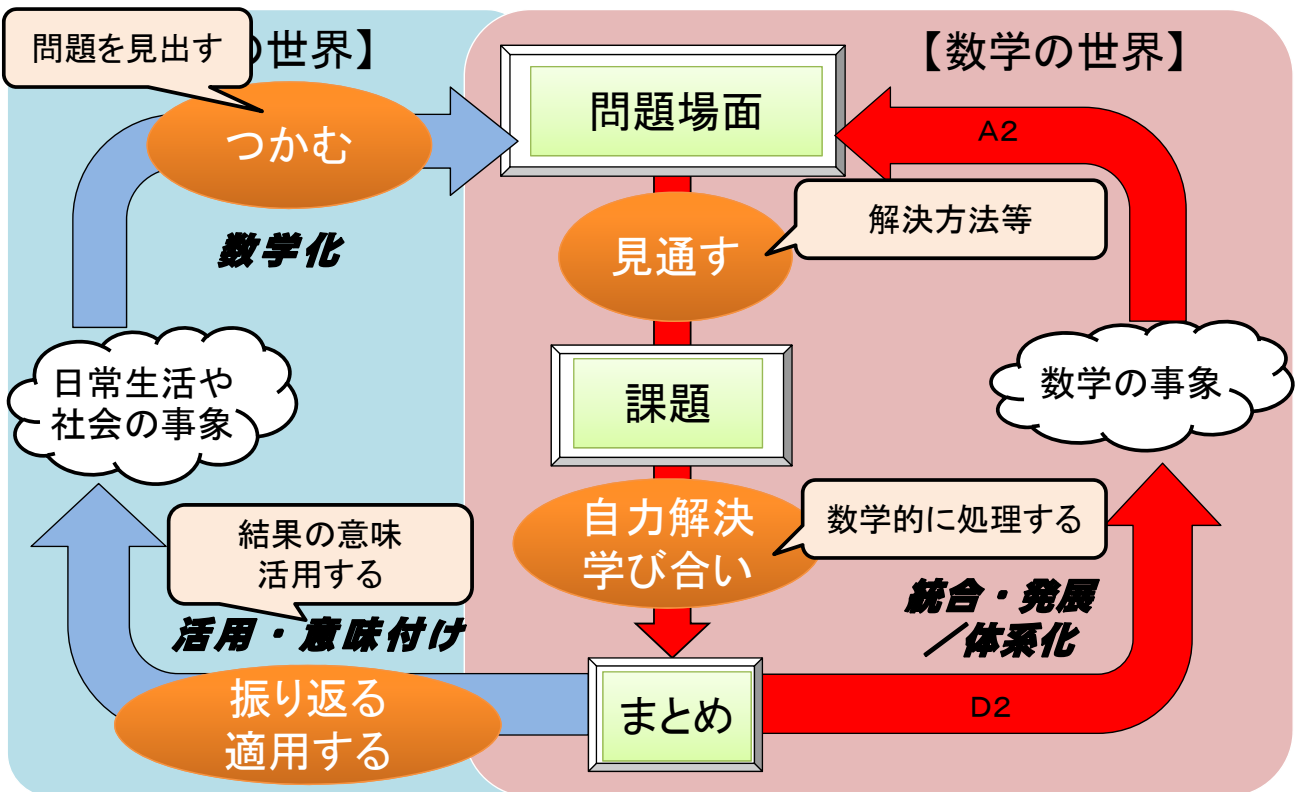 問題を見出す
の世界】
【数学の世界】
つかむ
問題場面
A2
数学化
見通す
解決方法等
日常生活や
社会の事象
課題
数学の事象
結果の意味
活用する
自力解決
学び合い
数学的に処理する
活用・意味付け
統合・発展
／体系化
振り返る
適用する
まとめ
D2